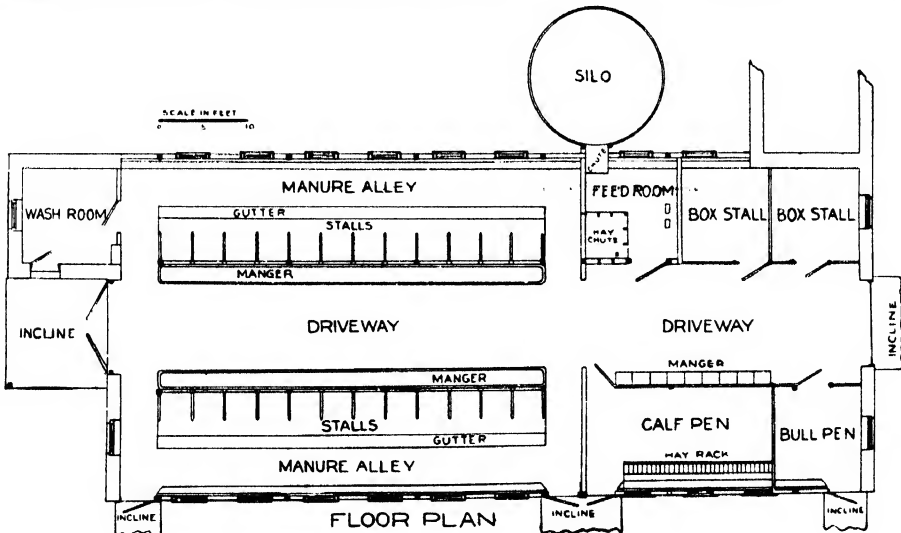 SILO
SCALE IN FEET
0 5 10
CHUTE
MANURE ALLEY
FEED ROOM
WASH ROOM
GUTTER
STALLS
BOX STALL
BOX STALL
HAY
CHUTE
MANGER
INCLINE
DRIVEWAY
DRIVEWAY
INCLINE
MANGER
MANGER
STALLS
CALF PEN
BULL PEN
GUTTER
HAY RACK
MANURE ALLEY
INCLINE
FLOOR PLAN
INCLINE
INCLINE